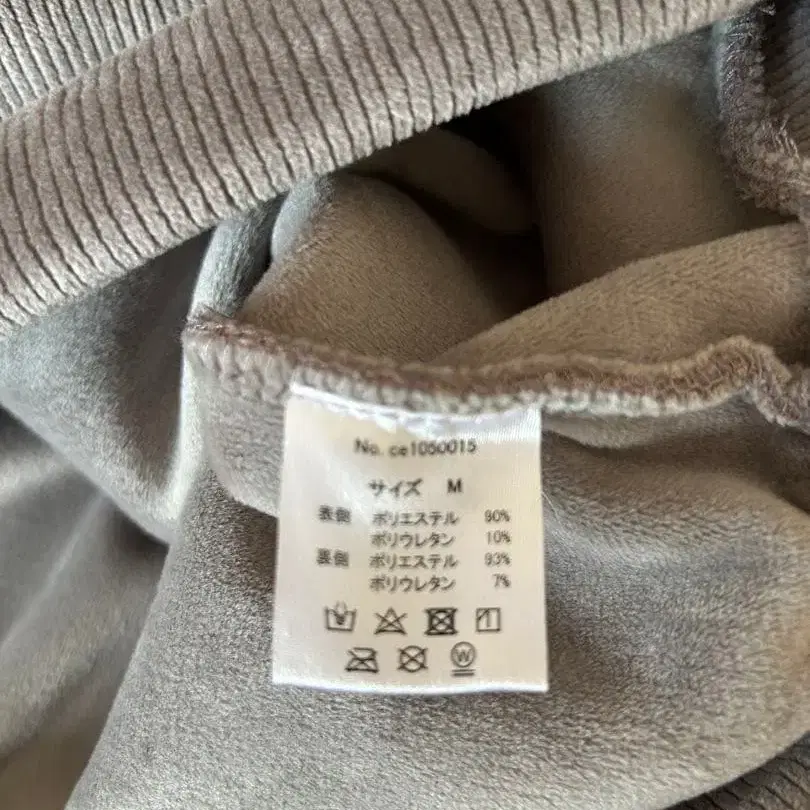 No. ce1050015
サイズ M
表側 ポリエステル 90%
ポリウレタン 10%
裏側 ポリエステル 93%
ポリウレタン 7%
W